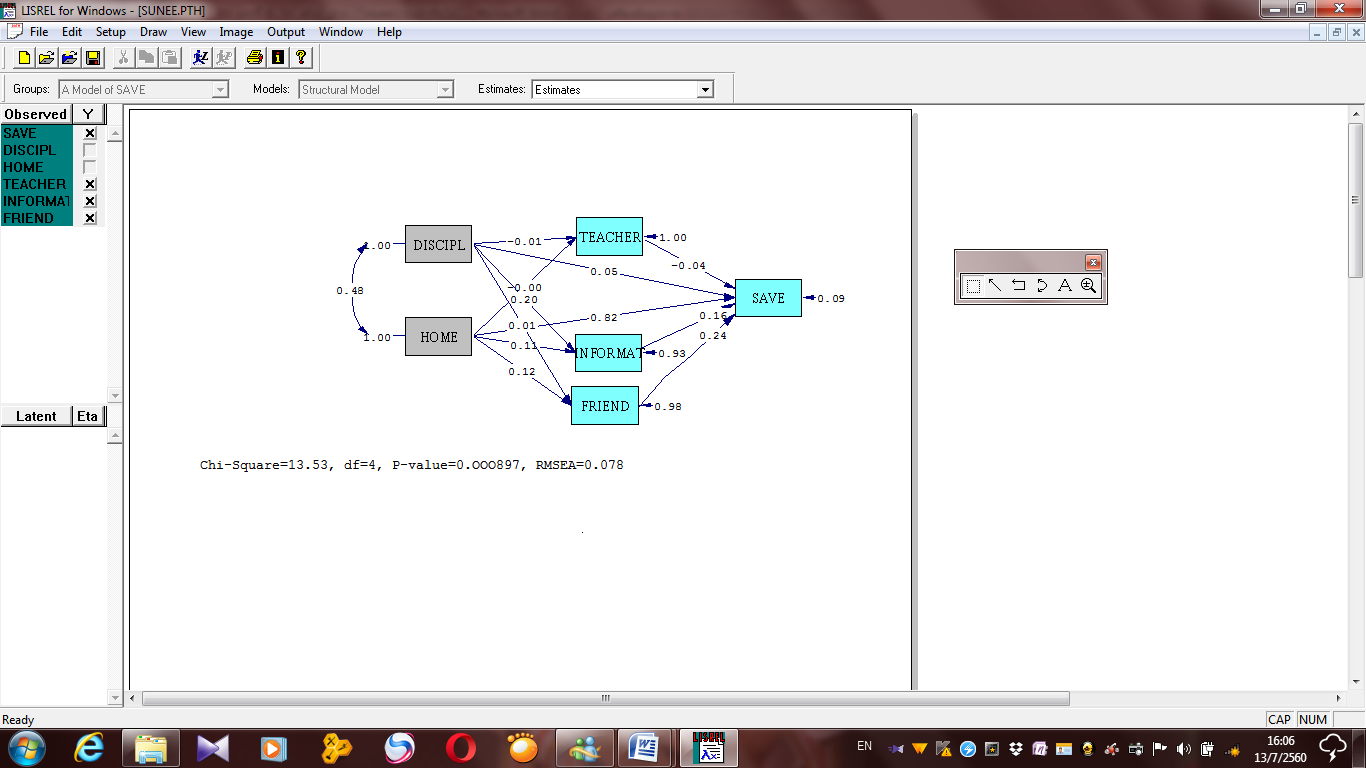 LISREL for Windows - [SUNEE.PTH]
File Edit Setup Draw View Image Output Window Help
Groups: A Model of SAVE Models: Structural Model Estimates: Estimates
Observed Y
SAVE
DISCIPL
HOME
TEACHER
INFORMAT
FRIEND
Latent Eta
1.00 DISCIPL -0.01 TEACHER 1.00
-0.04
0.05
0.48 -0.00
0.20
SAVE 0.09
0.82 0.16
0.01
1.00 HOME 0.24
0.11 INFORMAT 0.93
0.12
FRIEND 0.98
Chi-Square=13.53, df=4, P-value=0.OOO897, RMSEA=0.078
Ready
CAP NUM
EN
16:06
13/7/2560